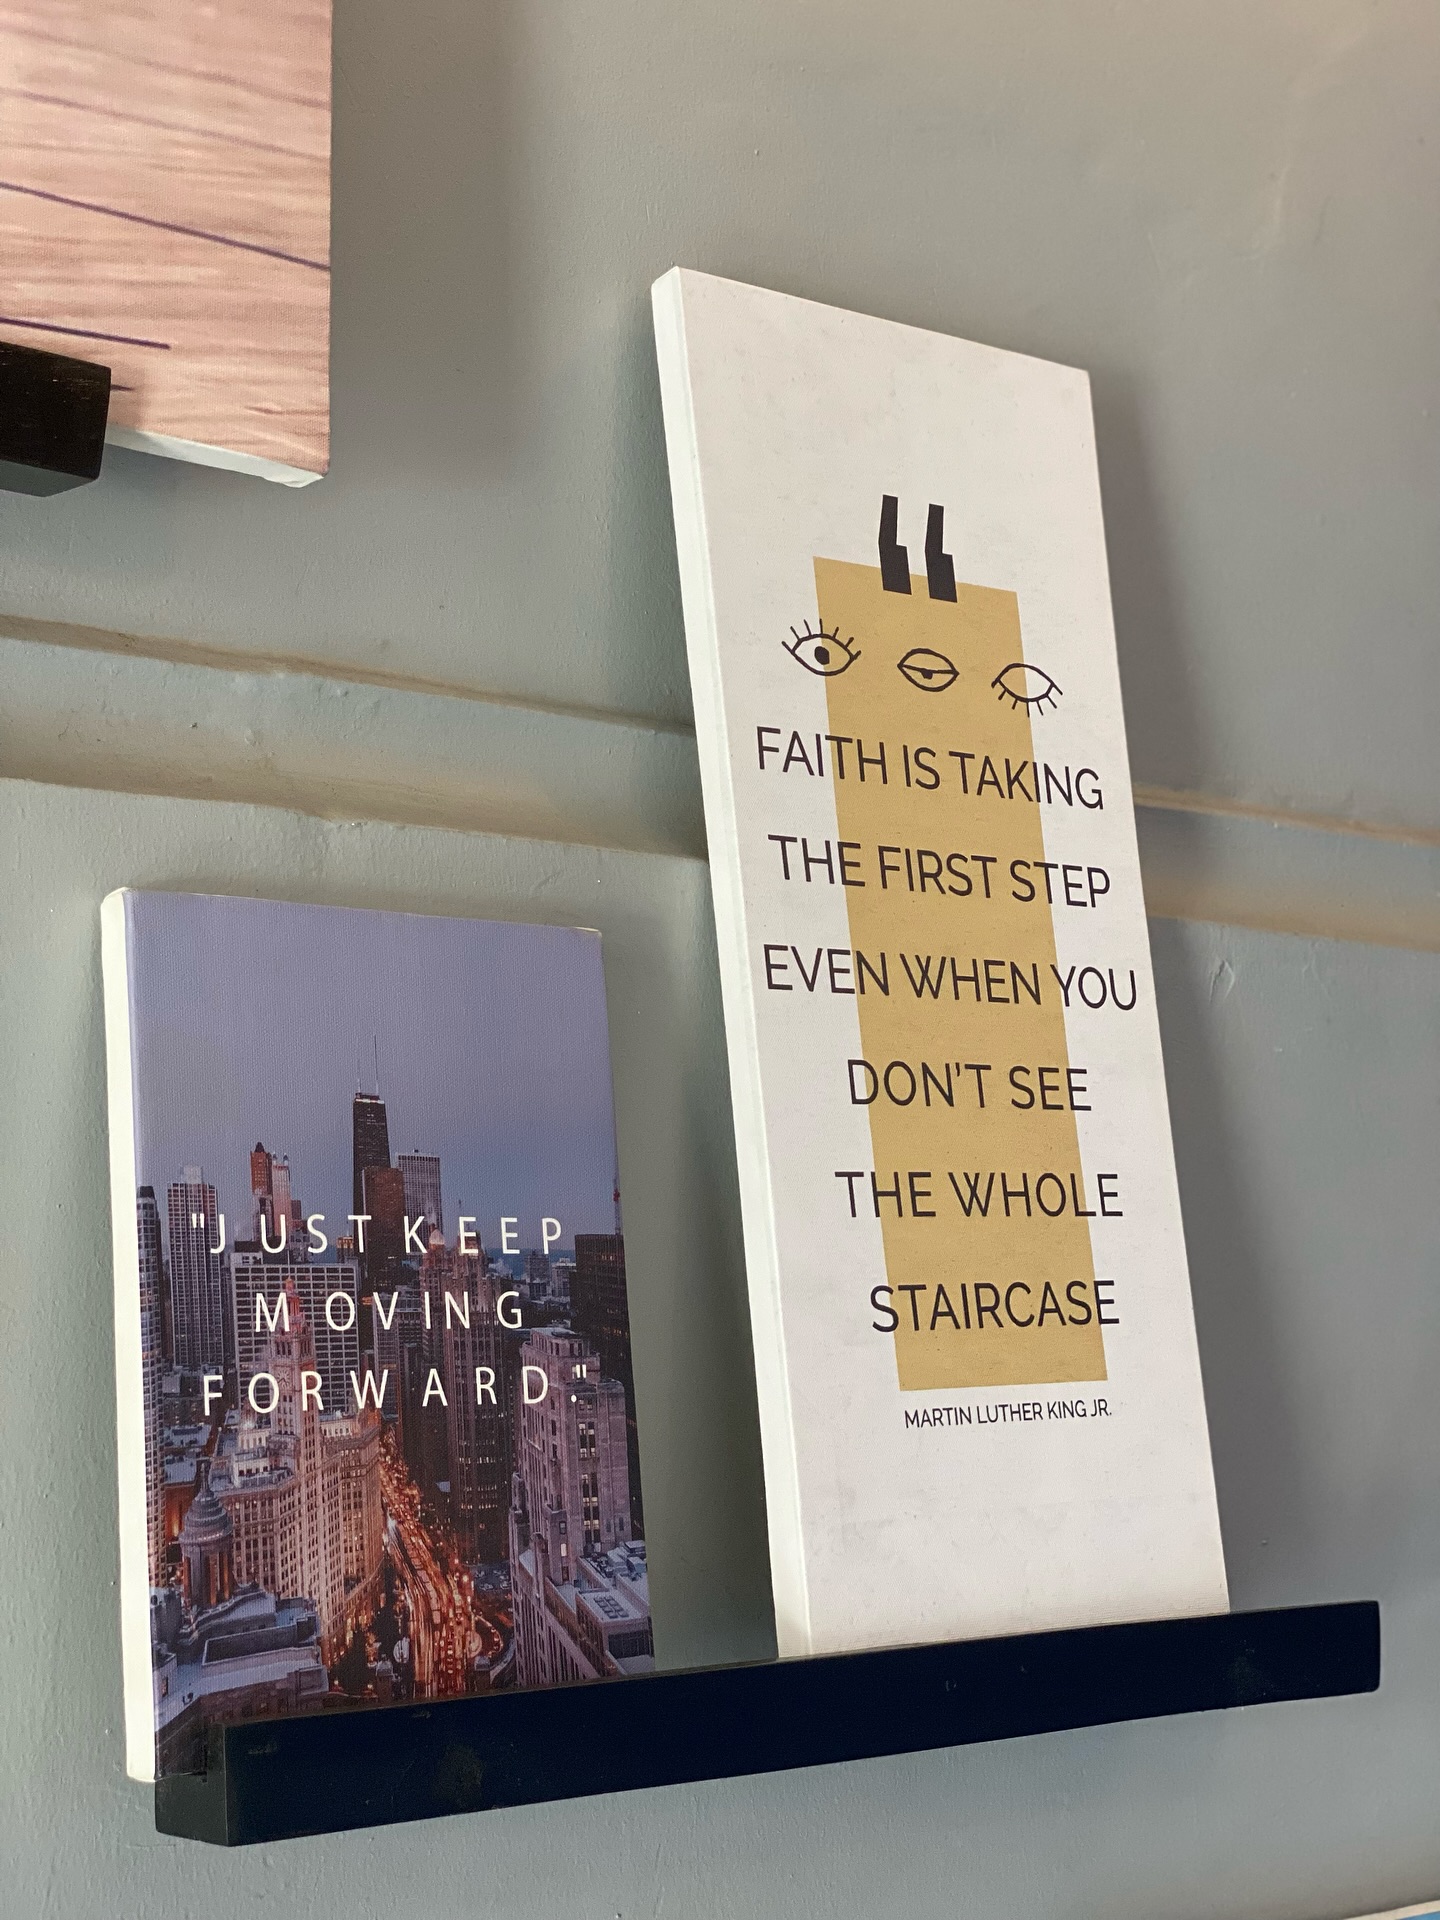 "JUST KEEP
MOVING
FORWARD."
“
FAITH IS TAKING
THE FIRST STEP
EVEN WHEN YOU
DON'T SEE
THE WHOLE
STAIRCASE
MARTIN LUTHER KING JR.